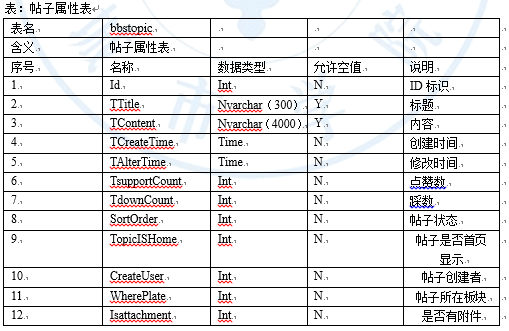 表：帖子属性表
表名 bbstopic
含义 帖子属性表
序号 名称 数据类型 允许空值 说明
1. Id Int N ID 标识
2. TTitle Nvarchar（300） Y 标题
3. TContent Nvarchar（4000） Y 内容
4. TCreateTime Time N 创建时间
5. TAlterTime Time N 修改时间
6. TsupportCount Int N 点赞数
7. TdownCount Int N 踩数
8. SortOrder Int N 帖子状态
9. TopicISHome Int N 帖子是否首页
显示
10. CreateUser Int N 帖子创建者
11. WherePlate Int N 帖子所在板块
12. Isattachment Int N 是否有附件